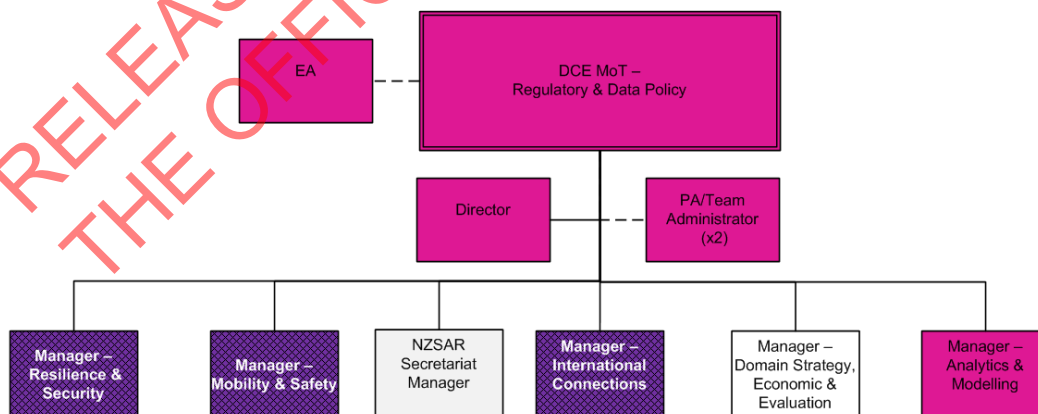 RELEAS
THE OFFI
EA
DCE MoT –
Regulatory & Data Policy
Director
PA/Team
Administrator
(x2)
Manager –
Resilience &
Security
Manager –
Mobility & Safety
NZSAR
Secretariat
Manager
Manager –
International
Connections
Manager –
Domain Strategy,
Economic &
Evaluation
Manager –
Analytics &
Modelling